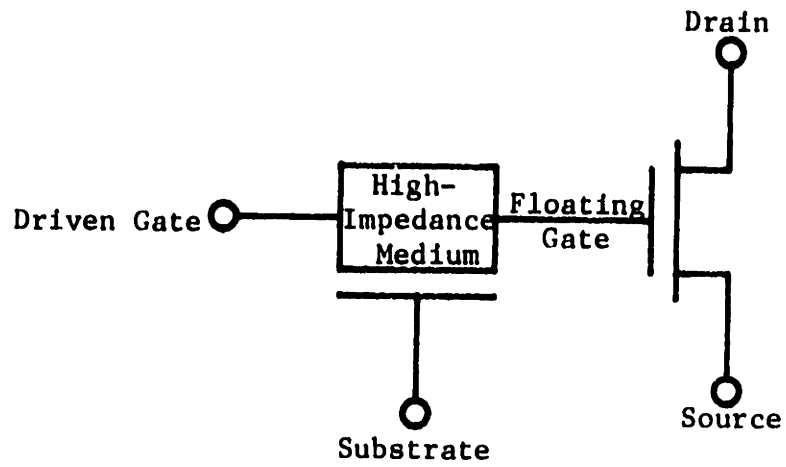 Drain
High-
Driven Gate
Impedance
Floating
Gate
Medium
Source
Substrate